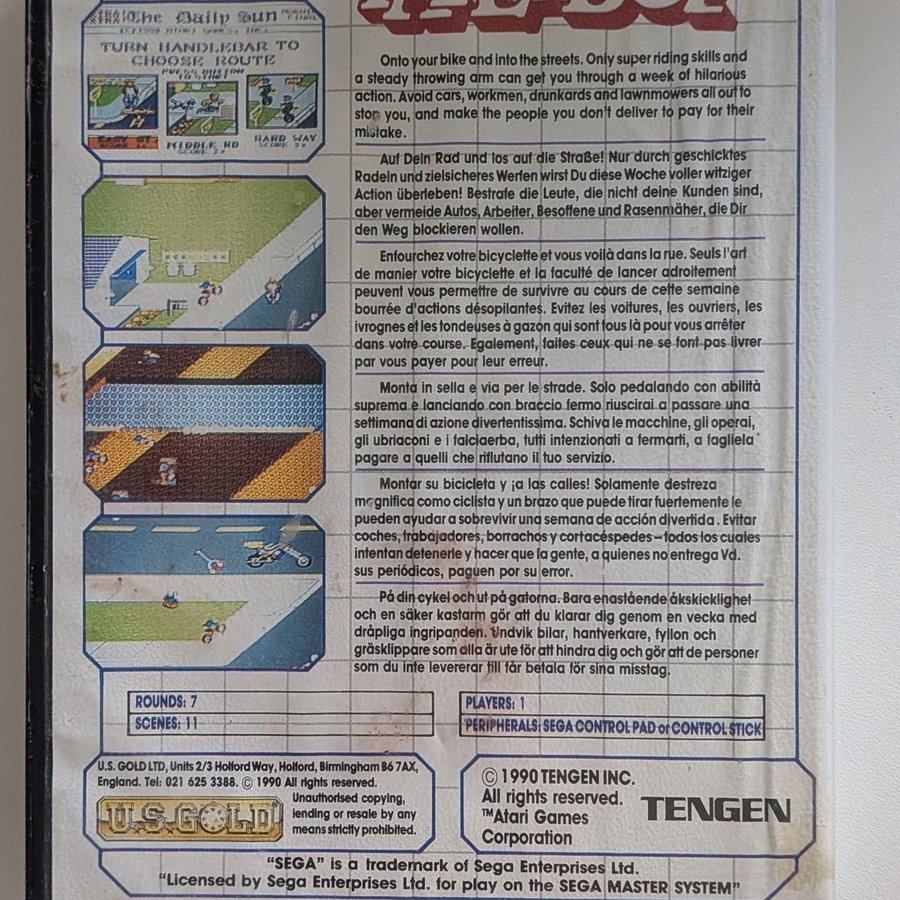 The Daily Sun
TURN HANDLEBAR TO
CHOOSE ROUTE
PRESS BUTTON
TO START
EASY ST
MIDDLE RD
HARD WAY
Onto your bike and into the streets. Only super riding skills and
a steady throwing arm can get you through a week of hilarious
action. Avoid cars, workmen, drunkards and lawnmowers all out to
stop you, and make the people you don't deliver to pay for their
mistake.
Auf Dein Rad und los auf die Straße! Nur durch geschicktes
Radeln und zielsicheres Werfen wirst Du diese Woche voller witziger
Action überleben! Bestrafe die Leute, die nicht deine Kunden sind,
aber vermeide Autos, Arbeiter, Besoffene und Rasenmäher, die Dir
den Weg blockieren wollen.
Entourchez votre bicyclette et vous voilà dans la rue. Seuls l'art
de manier votre bicyclette et la faculté de lancer adroitement
peuvent vous permettre de survivre au cours de cette semaine
bourrée d'actions désopilantes. Evitez les voitures, les ouvriers, les
ivrognes et les tondeuses à gazon qui sont tous là pour vous arrêter
dans votre course. Egalement, faites ceux qui ne se font pas livrer
par vous payer pour leur erreur.
Monta in sella e via per le strade. Solo pedalando con abilità
suprema e lanciando con braccio fermo riuscirai a passare una
settimana di azione divertentissima. Schiva le macchine, gli operai,
gli ubriaconi e i falciaerba, tutti intenzionati a fermarti, a fagliela
pagare a quelli che rifiutano il tuo servizio.
Montar su bicicleta y ¡a las calles! Solamente destreza
magnifica como ciclista y un brazo que puede tirar fuertemente le
pueden ayudar a sobrevivir una semana de acción divertida. Evitar
coches, trabajadores, borrachos y cortacéspedes – todos los cuales
intentan detenerle y hacer que la gente, a quienes no entrega Vd.
sus periódicos, paguen por su error.
På din cykel och ut på gatorna. Bara enastående åkskicklighet
och en säker kastarm gör att du klarar dig genom en vecka med
dråpliga ingripanden. Undvik bilar, hantverkare, fyllon och
gräsklippare som alla är ute för att hindra dig och gör att de personer
som du inte levererar till får betala för sina misstag.
ROUNDS: 7
SCENES: 11
PLAYERS: 1
PERIPHERALS: SEGA CONTROL PAD or CONTROL STICK
U.S. GOLD LTD, Units 2/3 Holford Way, Holford, Birmingham B6 7AX,
England. Tel: 021 625 3388. © 1990 All rights reserved.
U.S. GOLD
Unauthorised copying,
lending or resale by any
means strictly prohibited.
© 1990 TENGEN INC.
All rights reserved.
™Atari Games
Corporation
TENGEN
"SEGA" is a trademark of Sega Enterprises Ltd.
"Licensed by Sega Enterprises Ltd. for play on the SEGA MASTER SYSTEM"